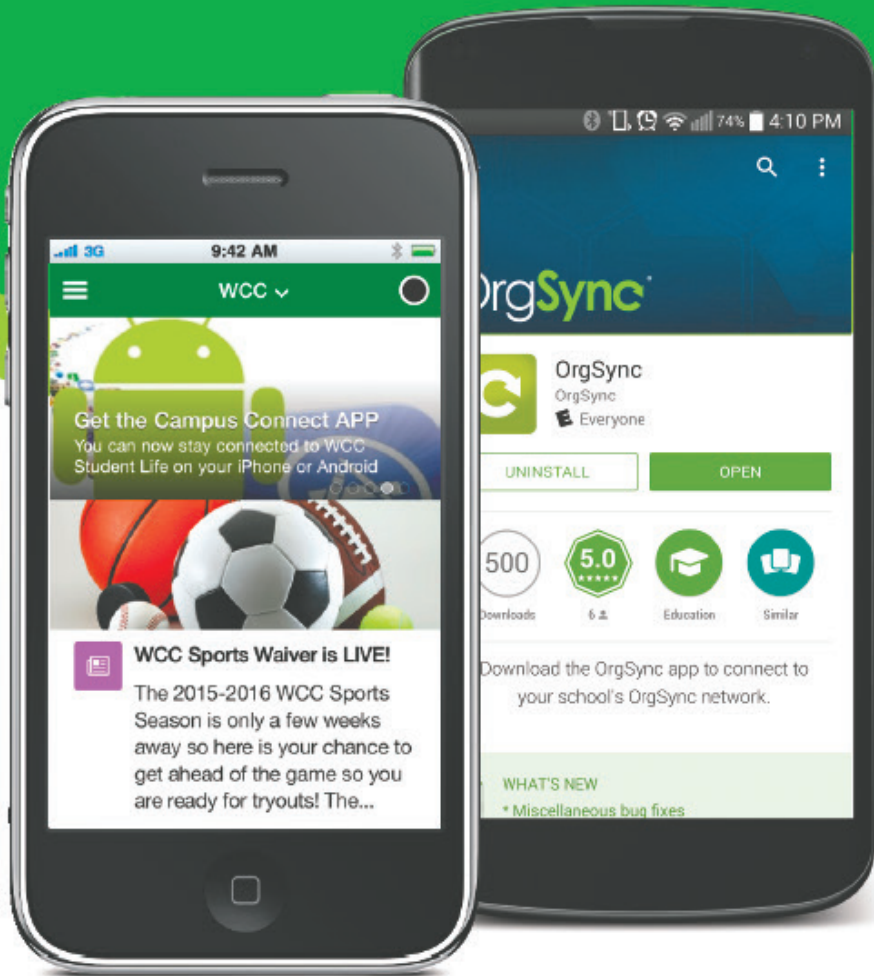 3G 9:42 AM
WCC
Get the Campus Connect APP
You can now stay connected to WCC
Student Life on your iPhone or Android
WCC Sports Waiver is LIVE!
The 2015-2016 WCC Sports
Season is only a few weeks
away so here is your chance to
get ahead of the game so you
are ready for tryouts! The...
74% 4:10 PM
OrgSync
OrgSync
OrgSync
E Everyone
UNINSTALL
OPEN
500
Downloads
5.0
6
Education
Similar
Download the OrgSync app to connect to
your school's OrgSync network.
WHAT'S NEW
* Miscellaneous bug fixes